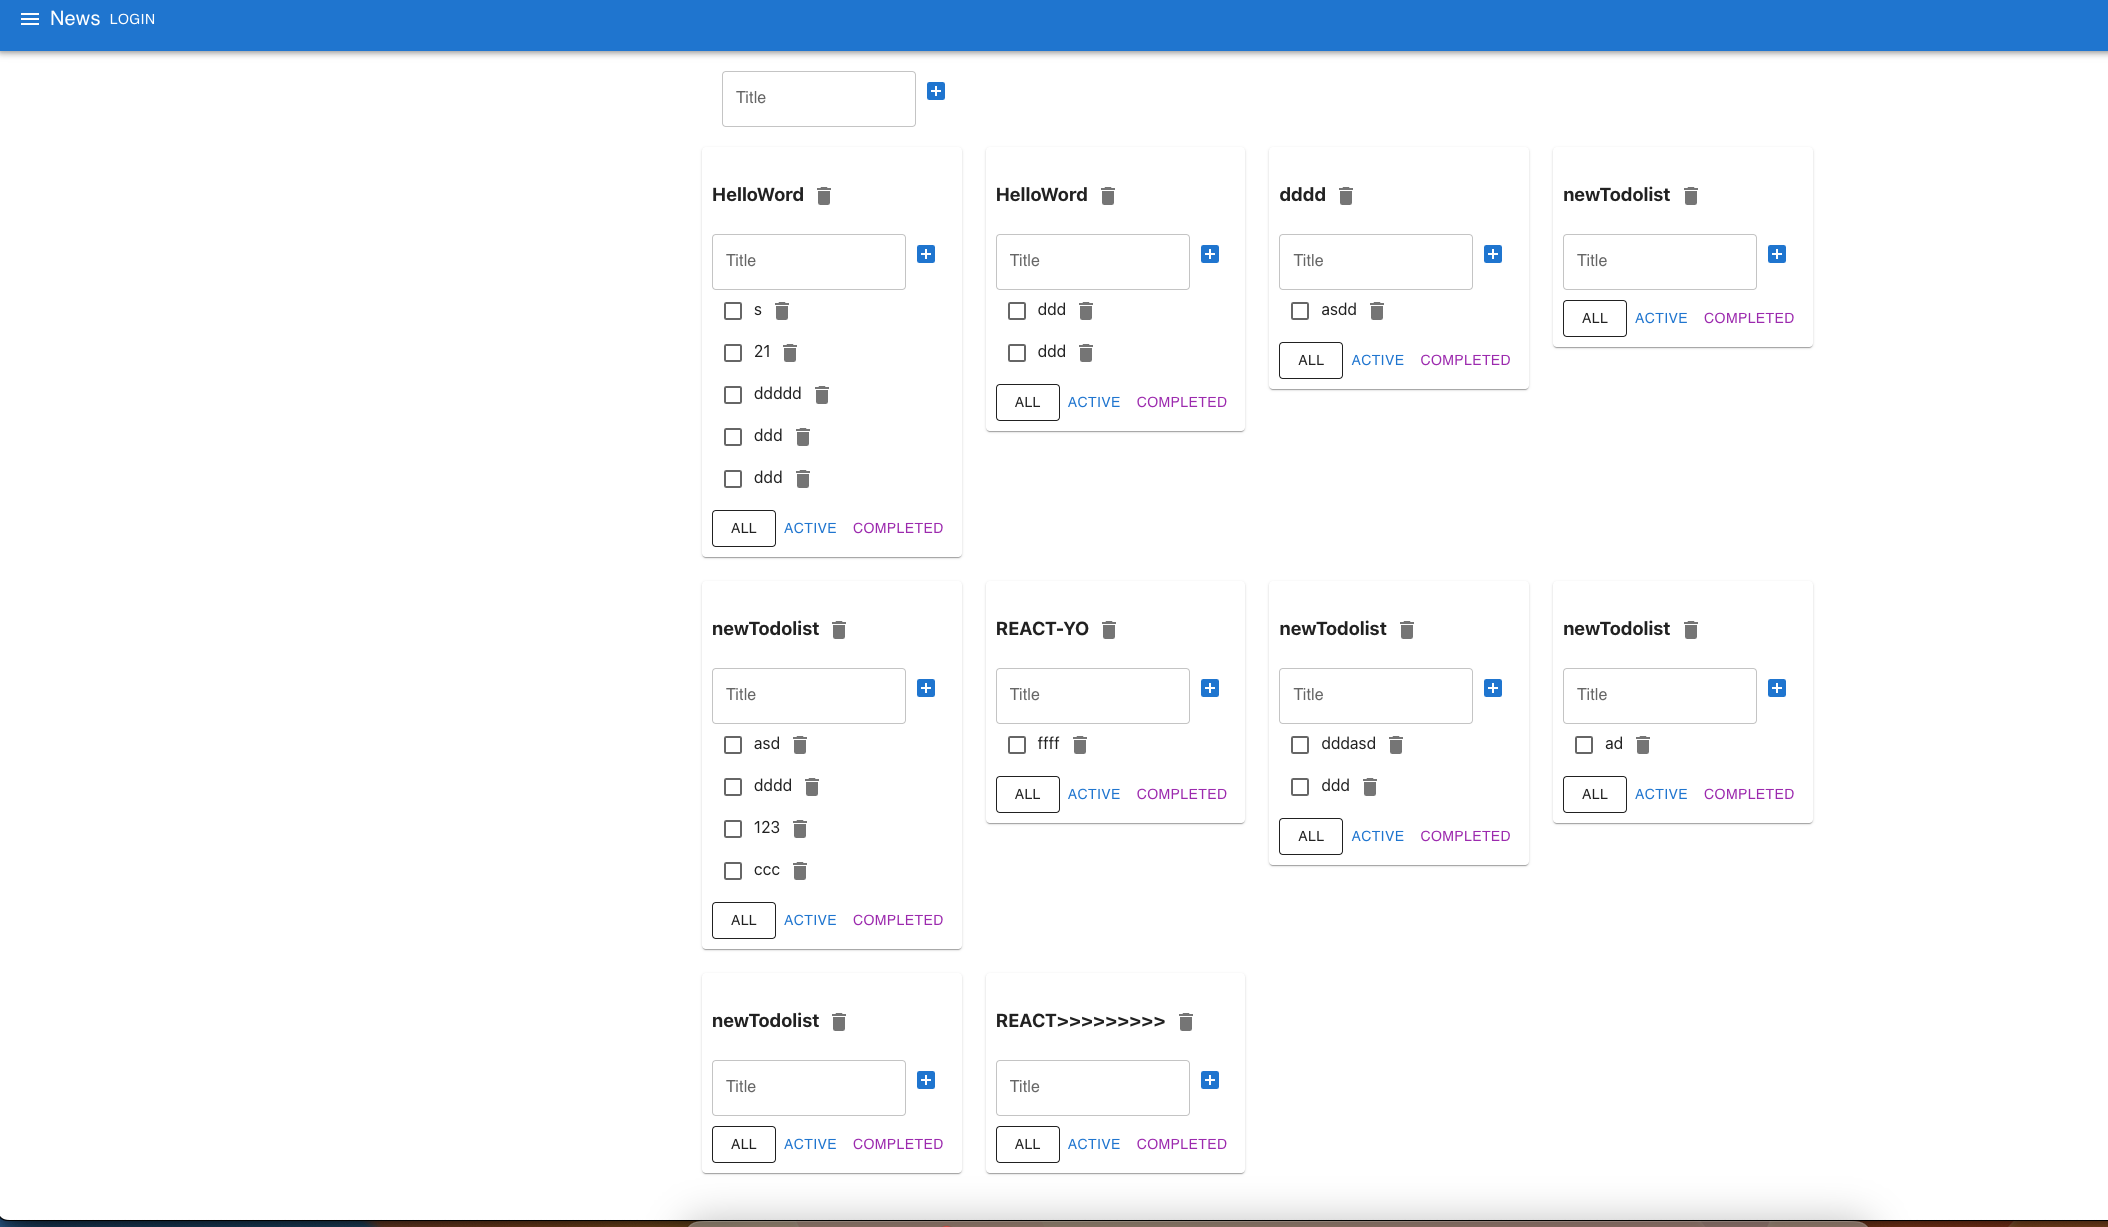 News LOGIN
Title
HelloWord
Title
s
21
ddddd
ddd
ddd
ALL ACTIVE COMPLETED
HelloWord
Title
ddd
ddd
ALL ACTIVE COMPLETED
dddd
Title
asdd
ALL ACTIVE COMPLETED
newTodolist
Title
ALL ACTIVE COMPLETED
newTodolist
Title
asd
dddd
123
ccc
ALL ACTIVE COMPLETED
REACT-YO
Title
ffff
ALL ACTIVE COMPLETED
newTodolist
Title
dddasd
ddd
ALL ACTIVE COMPLETED
newTodolist
Title
ad
ALL ACTIVE COMPLETED
newTodolist
Title
ALL ACTIVE COMPLETED
REACT>>>>>>>>>
Title
ALL ACTIVE COMPLETED